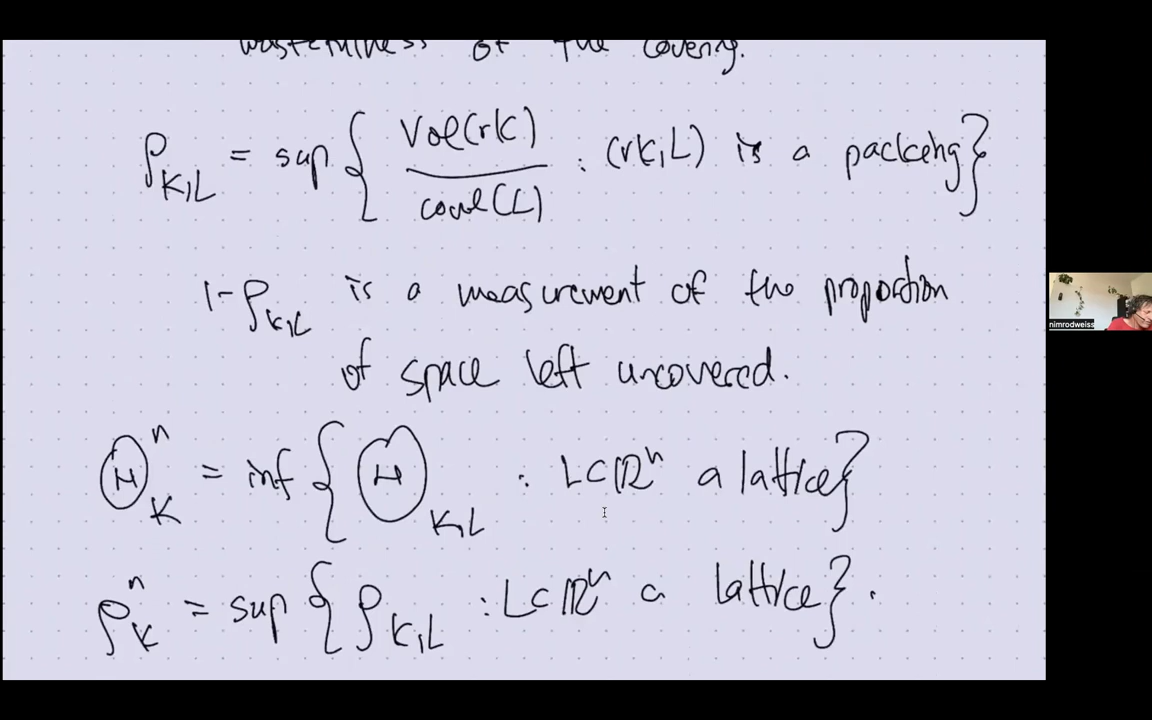 wastefulness of the covering.
ρ_{K,L} = sup { Vol(rK) / covol(L) : (rK,L) is a packing }
1-ρ_{K,L} is a measurement of the proportion
of space left uncovered.
Θ^n_K = inf { Θ_{K,L} : L⊂ℝ^n a lattice }
ρ^n_K = sup { ρ_{K,L} : L⊂ℝ^n a lattice } .
nimrodweiss